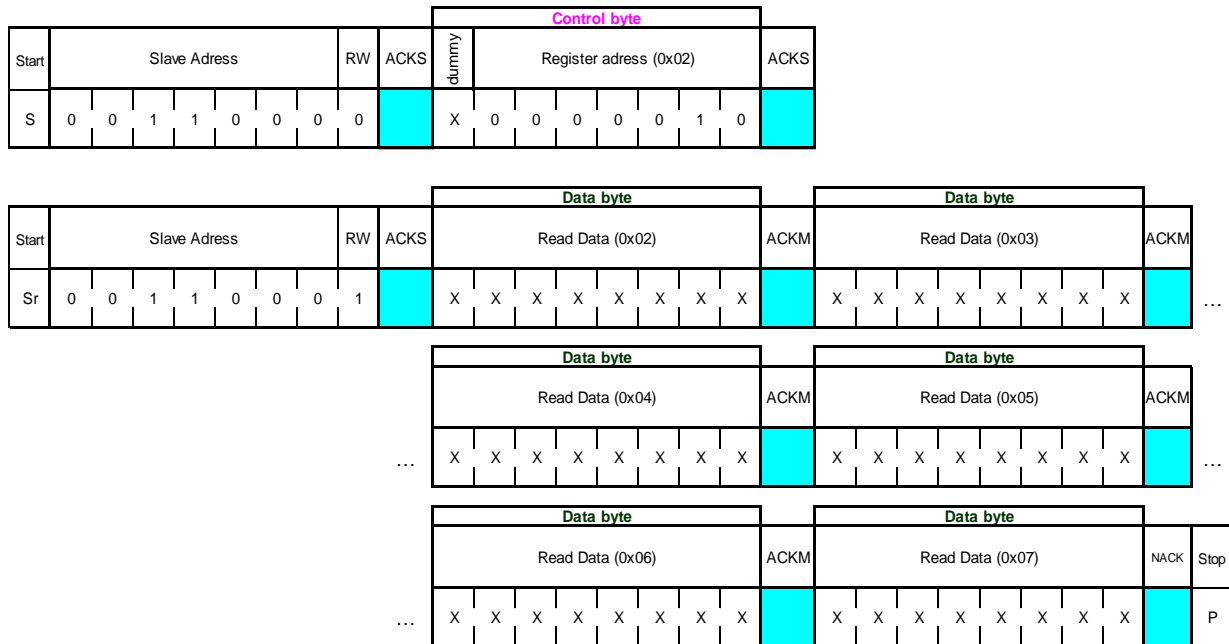 Control byte
Start Slave Adress RW ACKS dummy Register adress (0x02) ACKS
S 0 0 1 1 0 0 0 0 X 0 0 0 0 0 1 0
Data byte Data byte
Start Slave Adress RW ACKS Read Data (0x02) ACKM Read Data (0x03) ACKM
Sr 0 0 1 1 0 0 0 1 X X X X X X X X X X X X X X X X …
Data byte Data byte
Read Data (0x04) ACKM Read Data (0x05) ACKM
… X X X X X X X X X X X X X X X X …
Data byte Data byte
Read Data (0x06) ACKM Read Data (0x07) NACK Stop
… X X X X X X X X X X X X X X X X P